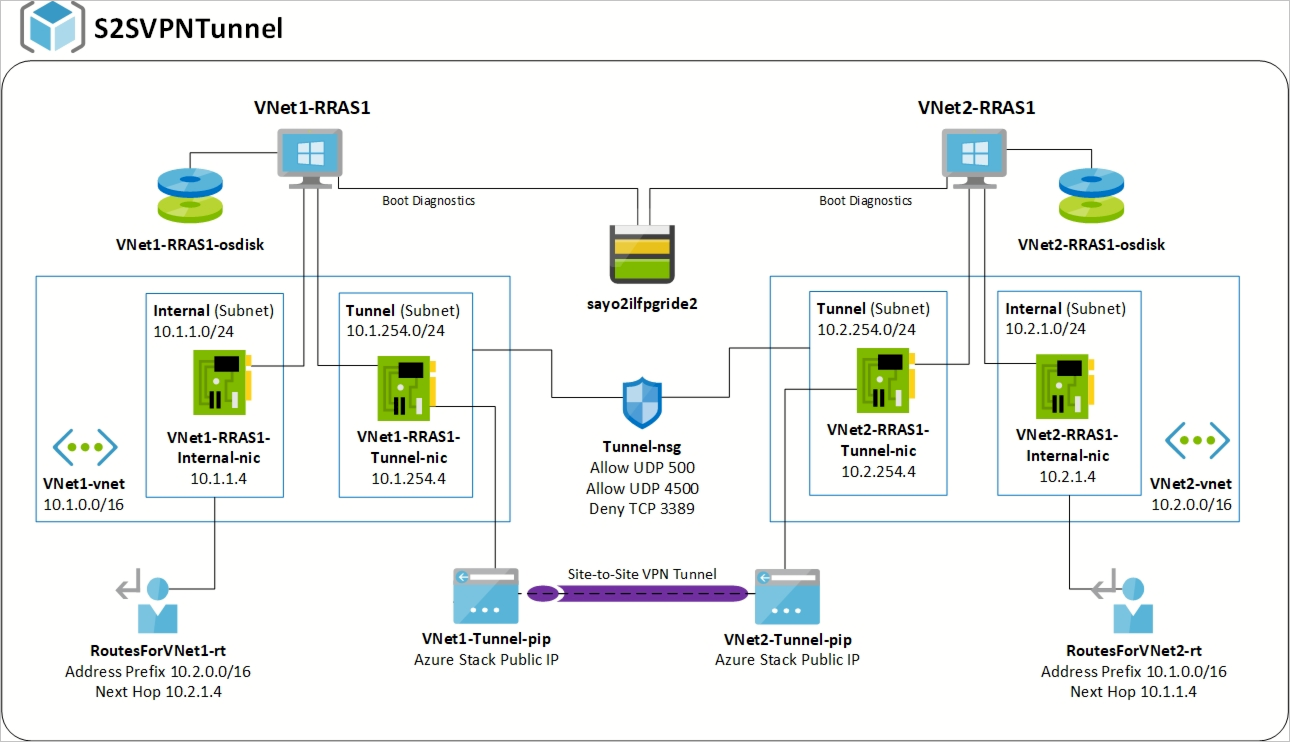 S2SVPNTunnel
VNet1-RRAS1
VNet2-RRAS1
Boot Diagnostics
Boot Diagnostics
VNet1-RRAS1-osdisk
VNet2-RRAS1-osdisk
sayo2ilfpgride2
Internal (Subnet)
10.1.1.0/24
VNet1-RRAS1-
Internal-nic
10.1.1.4
Tunnel (Subnet)
10.1.254.0/24
VNet1-RRAS1-
Tunnel-nic
10.1.254.4
VNet1-vnet
10.1.0.0/16
Tunnel-nsg
Allow UDP 500
Allow UDP 4500
Deny TCP 3389
Tunnel (Subnet)
10.2.254.0/24
VNet2-RRAS1-
Tunnel-nic
10.2.254.4
Internal (Subnet)
10.2.1.0/24
VNet2-RRAS1-
Internal-nic
10.2.1.4
VNet2-vnet
10.2.0.0/16
RoutesForVNet1-rt
Address Prefix 10.2.0.0/16
Next Hop 10.2.1.4
VNet1-Tunnel-pip
Azure Stack Public IP
Site-to-Site VPN Tunnel
VNet2-Tunnel-pip
Azure Stack Public IP
RoutesForVNet2-rt
Address Prefix 10.1.0.0/16
Next Hop 10.1.1.4